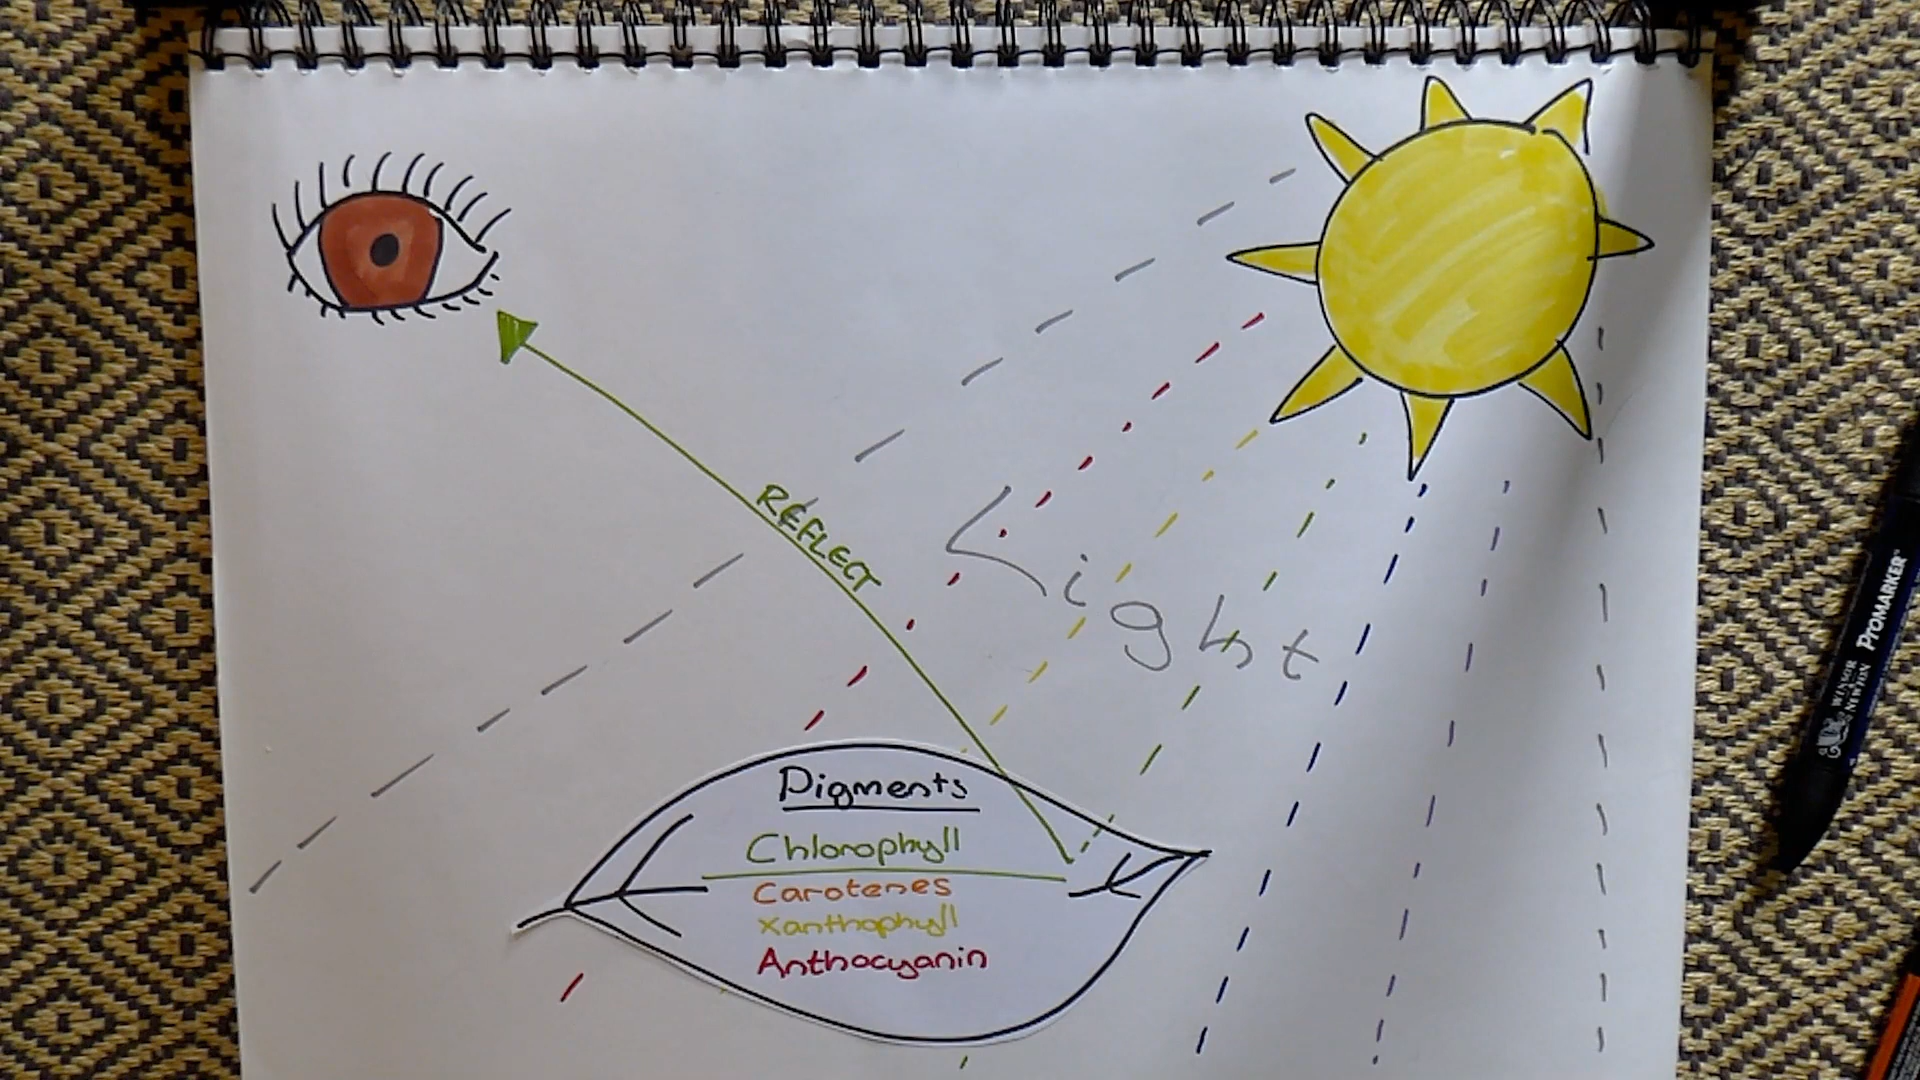 REFLECT
Light
Pigments
Chlorophyll
Carotenes
Xanthophyll
Anthocyanin
PROMARKER
WINSOR
NEWTON